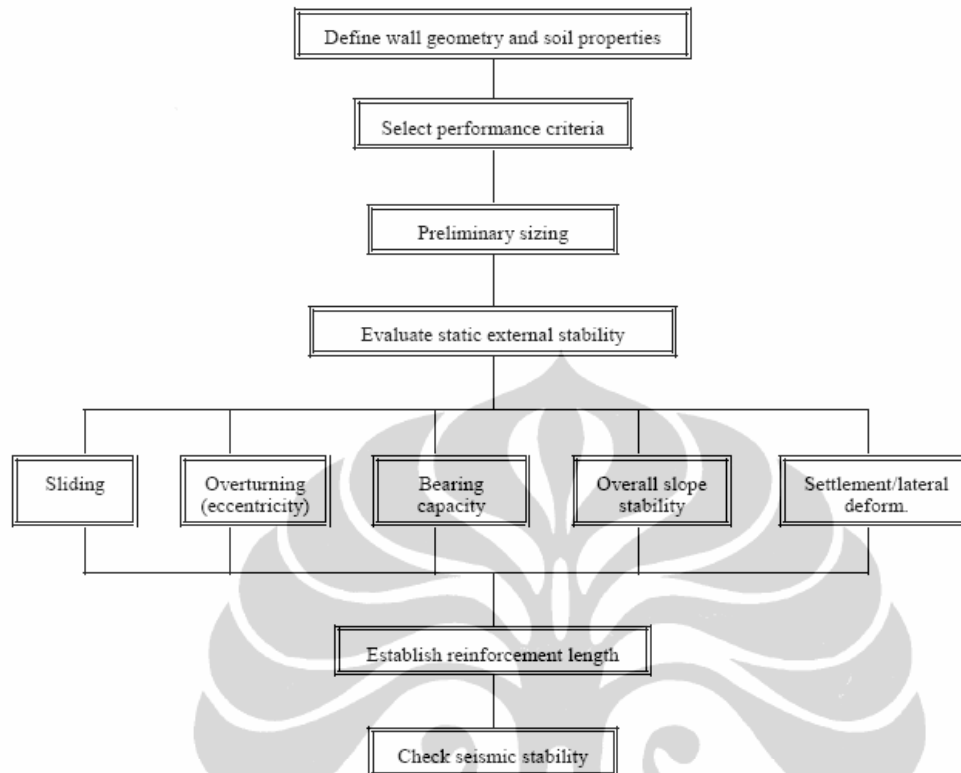 Define wall geometry and soil properties
Select performance criteria
Preliminary sizing
Evaluate static external stability
Sliding
Overturning
(eccentricity)
Bearing
capacity
Overall slope
stability
Settlement/lateral
deform.
Establish reinforcement length
Check seismic stability